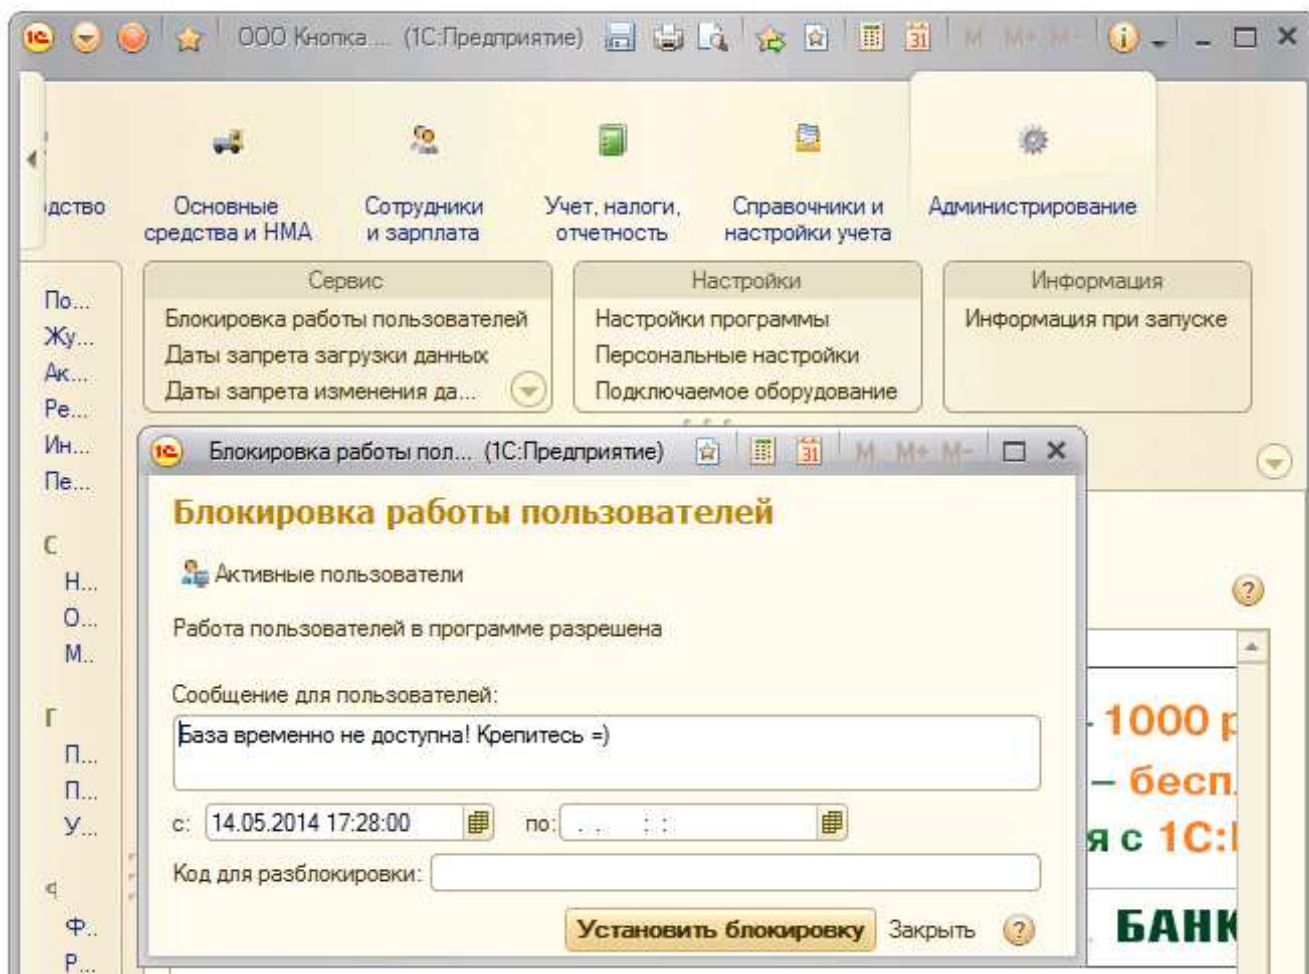 1С ООО Кнопка ... (1С:Предприятие) 31 M M+ M-
дство
Основные
средства и НМА
Сотрудники
и зарплата
Учет, налоги,
отчетность
Справочники и
настройки учета
Администрирование
Сервис
Блокировка работы пользователей
Даты запрета загрузки данных
Даты запрета изменения да...
Настройки
Настройки программы
Персональные настройки
Подключаемое оборудование
Информация
Информация при запуске
По...
Жу...
Ак...
Ре...
Ин...
Пе...
С
Н...
О...
М..
Г
П...
П...
У...
Ф..
Р...
1С Блокировка работы пол... (1С:Предприятие) 31 M M+ M-
Блокировка работы пользователей
Активные пользователи
Работа пользователей в программе разрешена
Сообщение для пользователей:
База временно не доступна! Крепитесь =)
с: 14.05.2014 17:28:00 по: . . : :
Код для разблокировки:
Установить блокировку Закрыть ?
?
- 1000 р
– бесп.
я с 1С:
БАНК